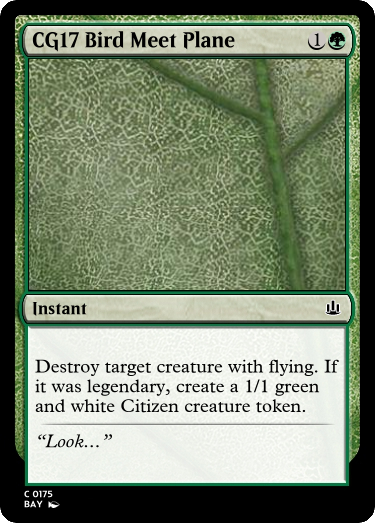 CG17 Bird Meet Plane 1
Instant
Destroy target creature with flying. If
it was legendary, create a 1/1 green
and white Citizen creature token.
“Look…”
C 0175
BAY